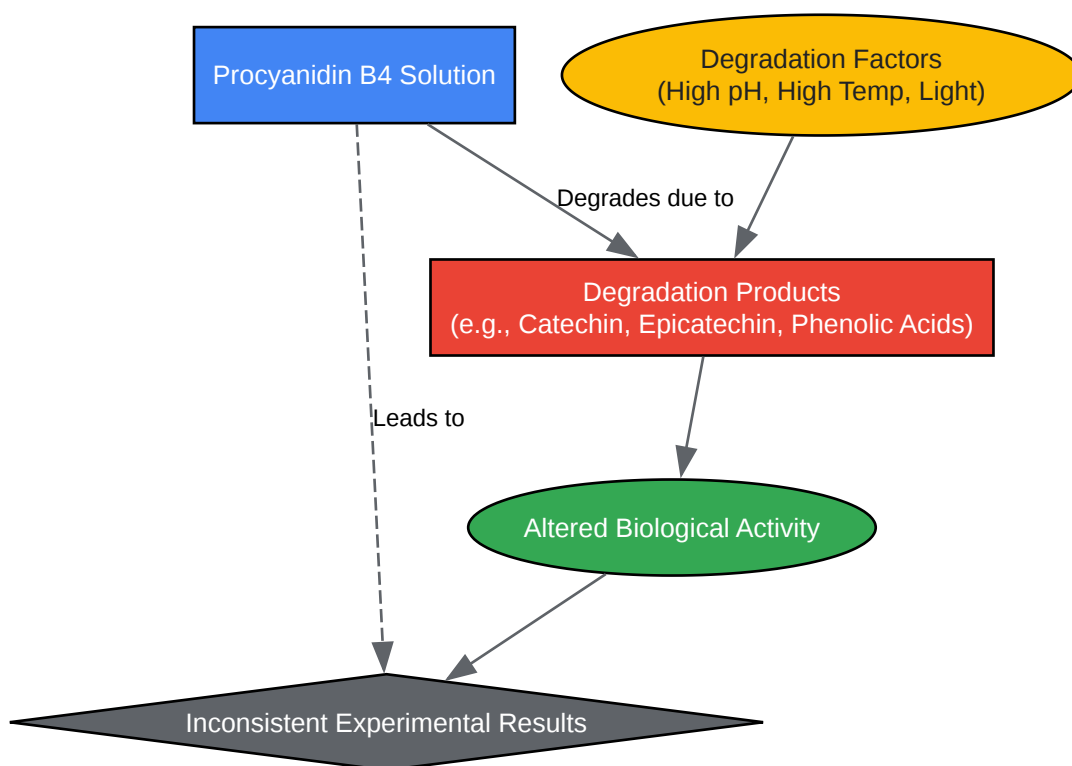 Procyanidin B4 Solution
Degradation Factors
(High pH, High Temp, Light)
Degrades due to
Degradation Products
(e.g., Catechin, Epicatechin, Phenolic Acids)
Leads to
Altered Biological Activity
Inconsistent Experimental Results